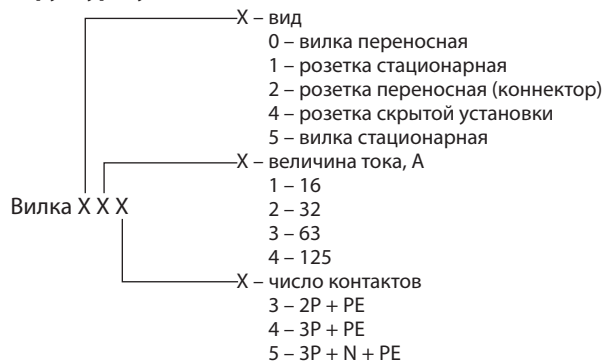 X – вид
0 – вилка переносная
1 – розетка стационарная
2 – розетка переносная (коннектор)
4 – розетка скрытой установки
5 – вилка стационарная
X – величина тока, А
1 – 16
2 – 32
3 – 63
4 – 125
Вилка X X X
X – число контактов
3 – 2P + PE
4 – 3P + PE
5 – 3P + N + PE